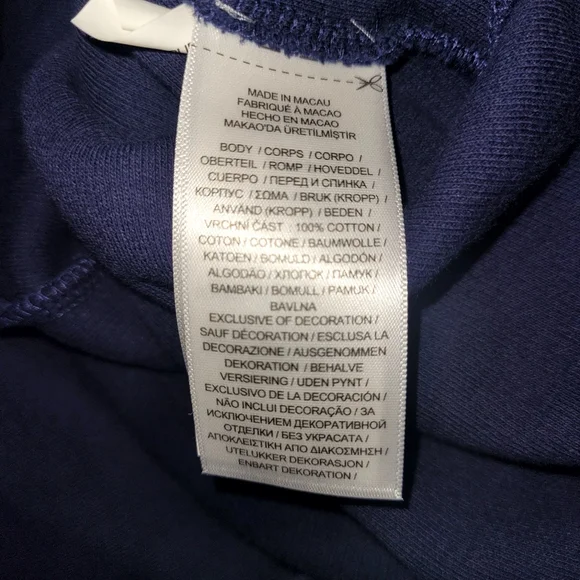 MADE IN MACAU
FABRIQUÉ À MACAO
HECHO EN MACAO
MAKAO'DA ÜRETİLMİŞTİR
BODY / CORPS / CORPO /
OBERTEIL / ROMP / HOVEDDEL /
CUERPO / ПЕРЕД И СПИНКА /
КОРПУС / ΣΩΜΑ / BRUK (KROPP) /
ANVÄND (KROPP) / BEDEN /
VRCHNÍ ČÁST : 100% COTTON /
COTON / COTONE / BAUMWOLLE /
KATOEN / BOMULD / ALGODÓN /
ALGODÃO / ХЛОПОК / ПАМУК /
BAMBAKI / BOMULL / PAMUK /
BAVLNA
EXCLUSIVE OF DECORATION /
SAUF DÉCORATION / ESCLUSA LA
DECORAZIONE / AUSGENOMMEN
DEKORATION / BEHALVE
VERSIERING / UDEN PYNT /
EXCLUSIVO DE LA DECORACIÓN /
NÃO INCLUI DECORAÇÃO / ЗА
ИСКЛЮЧЕНИЕМ ДЕКОРАТИВНОЙ
ОТДЕЛКИ / БЕЗ УКРАСАТА /
ΑΠΟΚΛΕΙΣΤΙΚΗ ΑΠΟ ΔΙΑΚΟΣΜΗΣΗ /
UTELUKKER DEKORASJON /
ENBART DEKORATION /